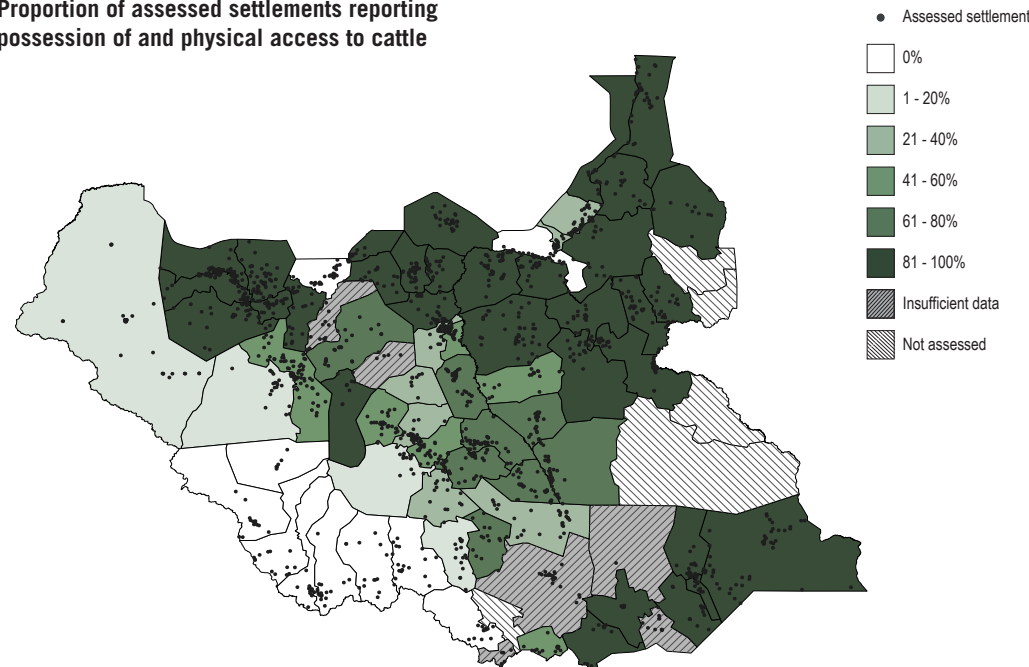 Proportion of assessed settlements reporting
possession of and physical access to cattle
Assessed settlement
0%
1 - 20%
21 - 40%
41 - 60%
61 - 80%
81 - 100%
Insufficient data
Not assessed